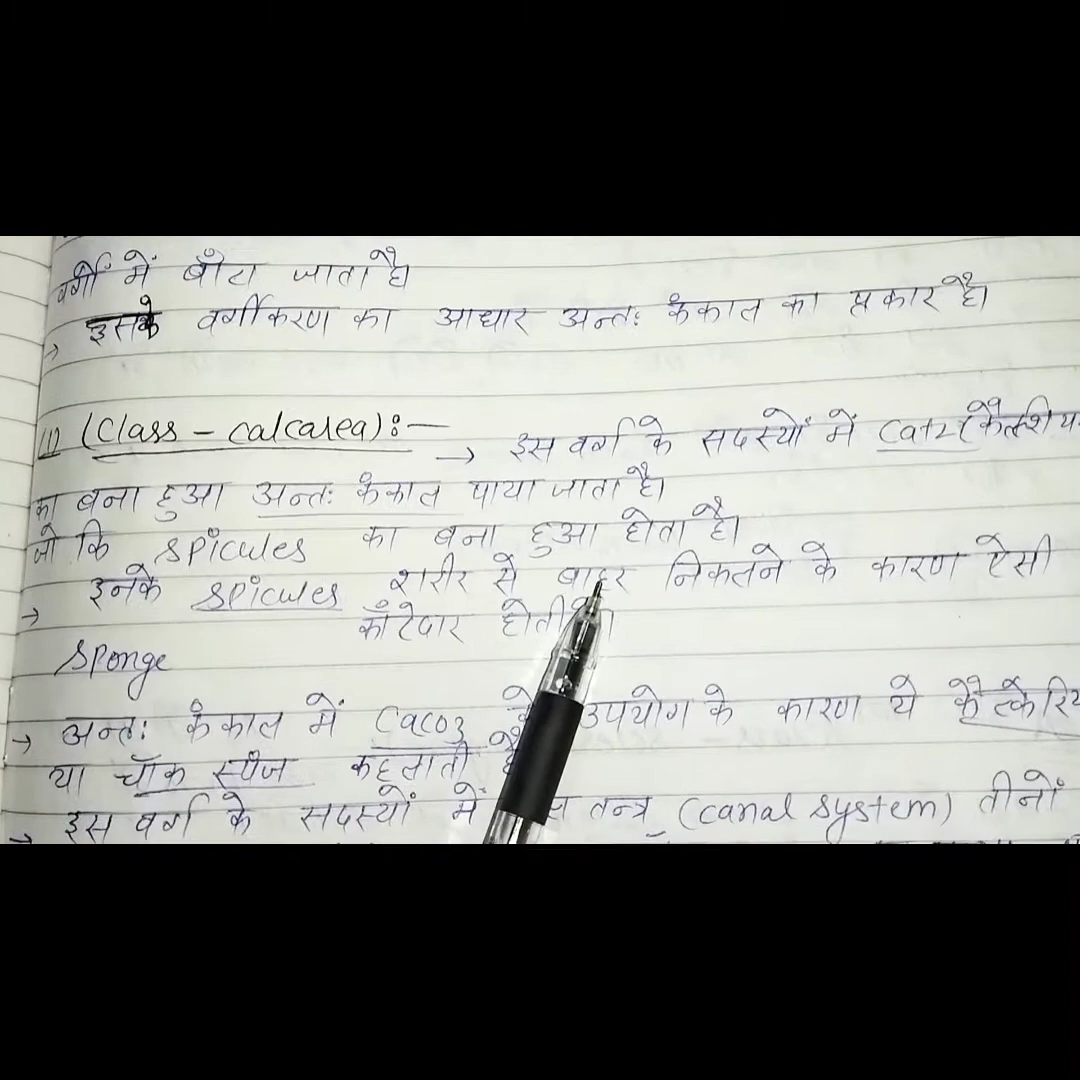 वर्गों में बाँटा जाता है।
→ इसके वर्गीकरण का आधार अन्तः कंकाल का प्रकार है।
(1) (Class - calcarea):— → इस वर्ग के सदस्यों में Ca+2 (कैल्शिय
का बना हुआ अन्तः कंकाल पाया जाता है।
जो कि spicules का बना हुआ होता है।
→ इनके spicules शरीर से बाहर निकलने के कारण ऐसी
Sponge काँटेदार होती
→ अन्तः कंकाल में CaCO3 के उपयोग के कारण ये कैल्केरिय
या चॉक स्पंज कहलाती है
→ इस वर्ग के सदस्यों में तन्त्र (canal system) तीनों